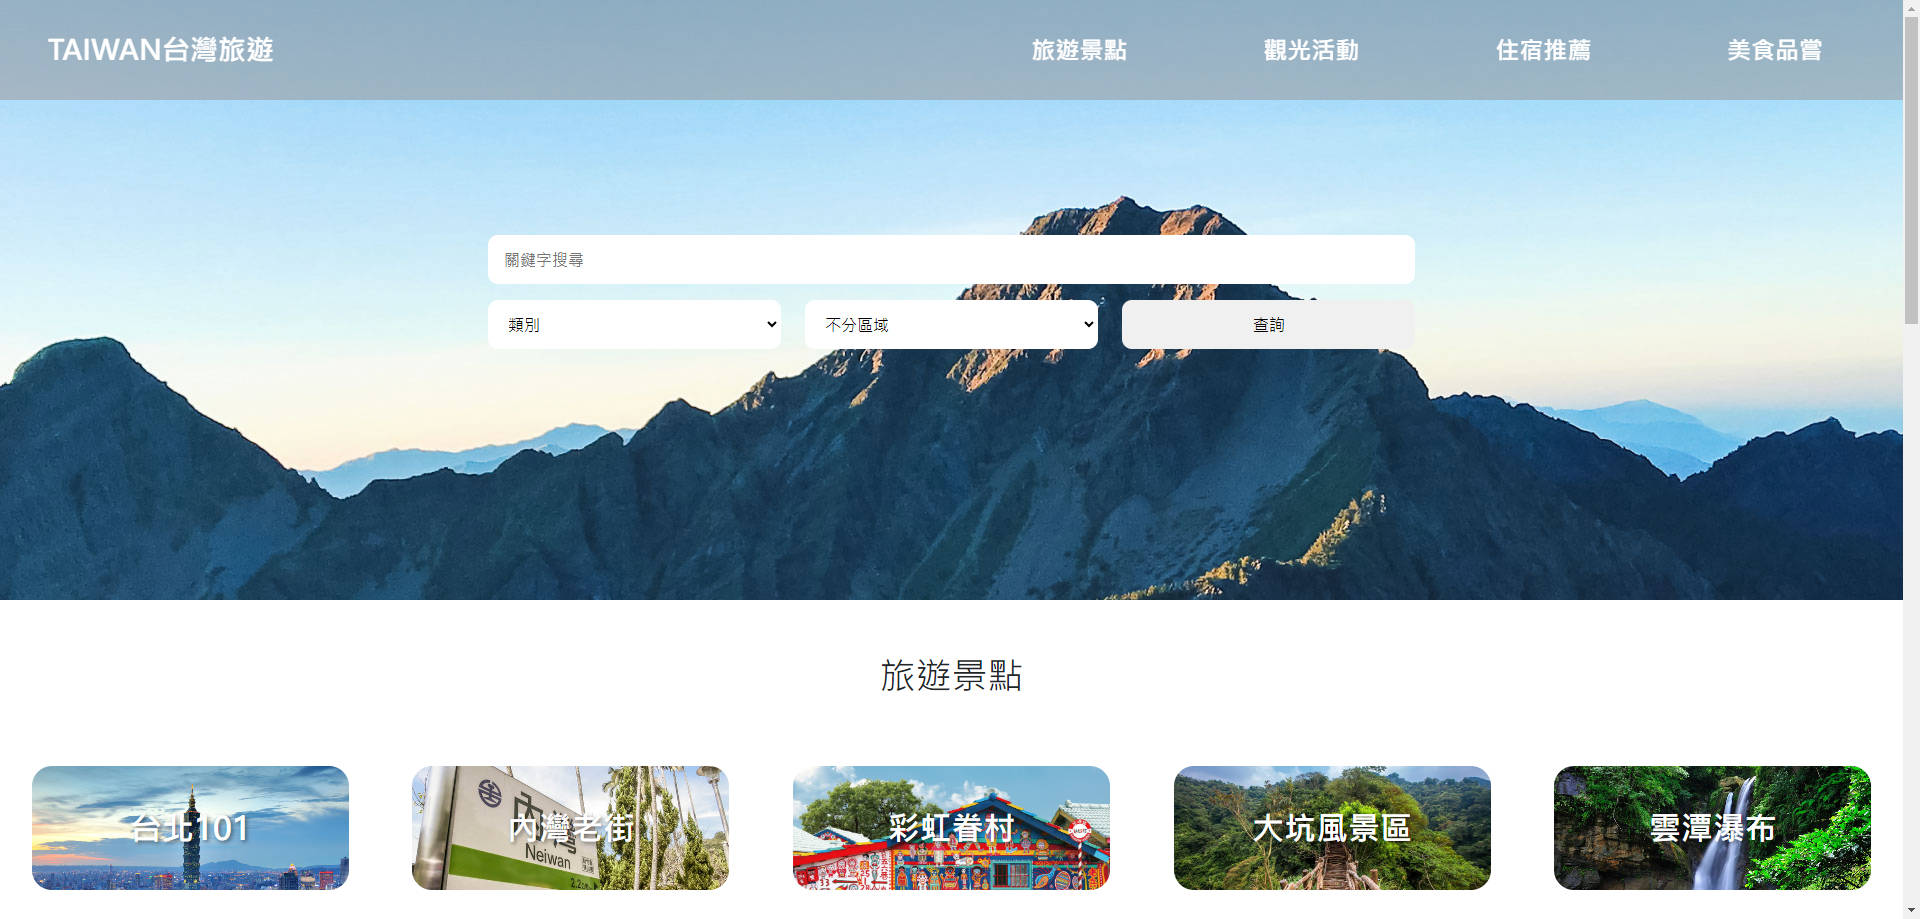 TAIWAN台灣旅遊
旅遊景點
觀光活動
住宿推薦
美食品嘗
關鍵字搜尋
類別
不分區域
查詢
旅遊景點
台北101
內灣老街
內灣
Neiwan
彩虹眷村
大坑風景區
雲潭瀑布